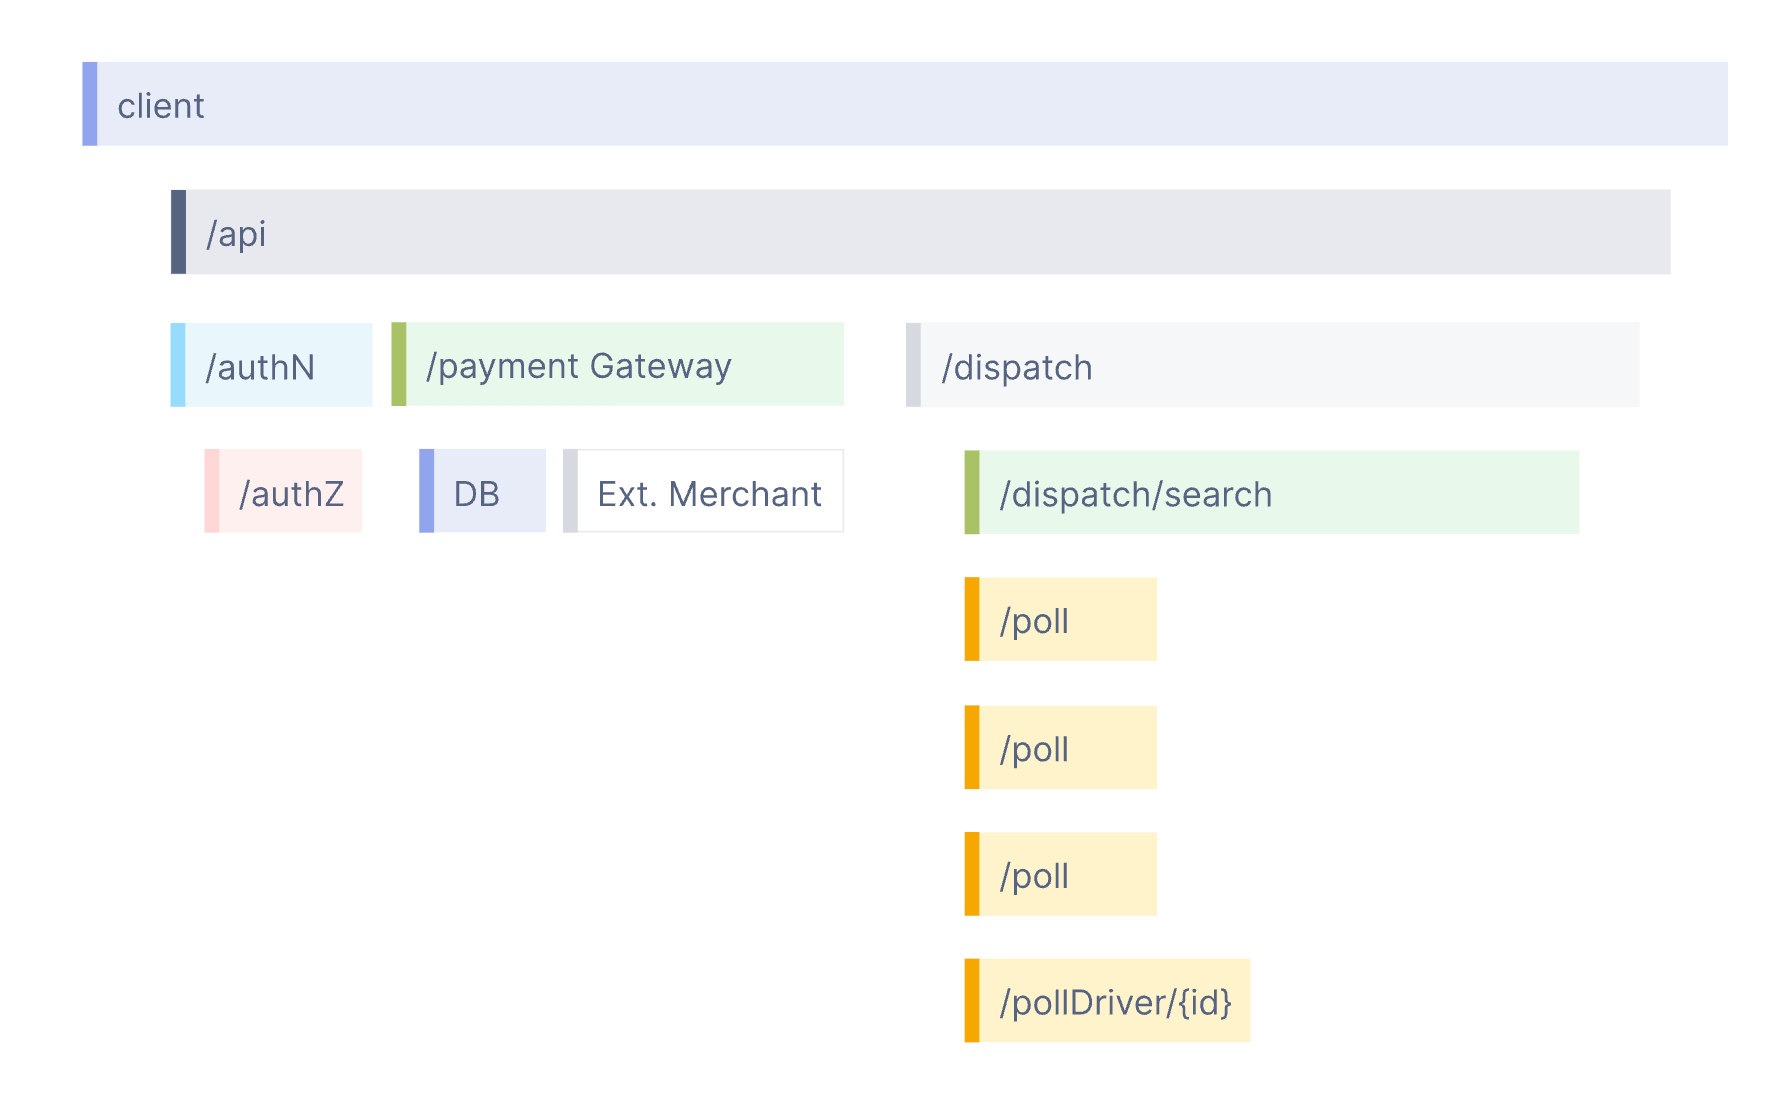 client
/api
/authN
/payment Gateway
/dispatch
/authZ
DB
Ext. Merchant
/dispatch/search
/poll
/poll
/poll
/pollDriver/{id}